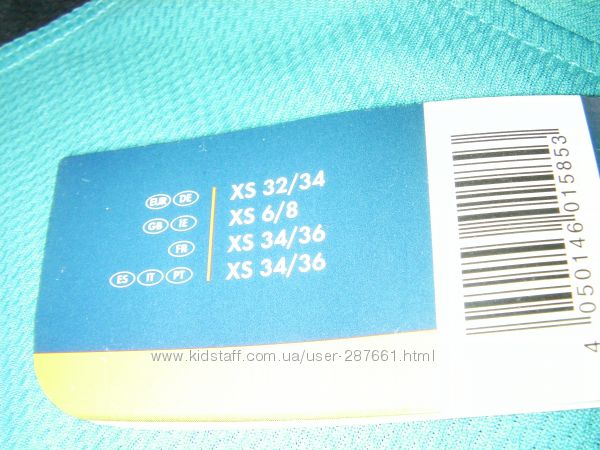 EUR DE XS 32/34
GB IE XS 6/8
FR XS 34/36
ES IT PT XS 34/36
4 050146 015853
www.kidstaff.com.ua/user-287661.html